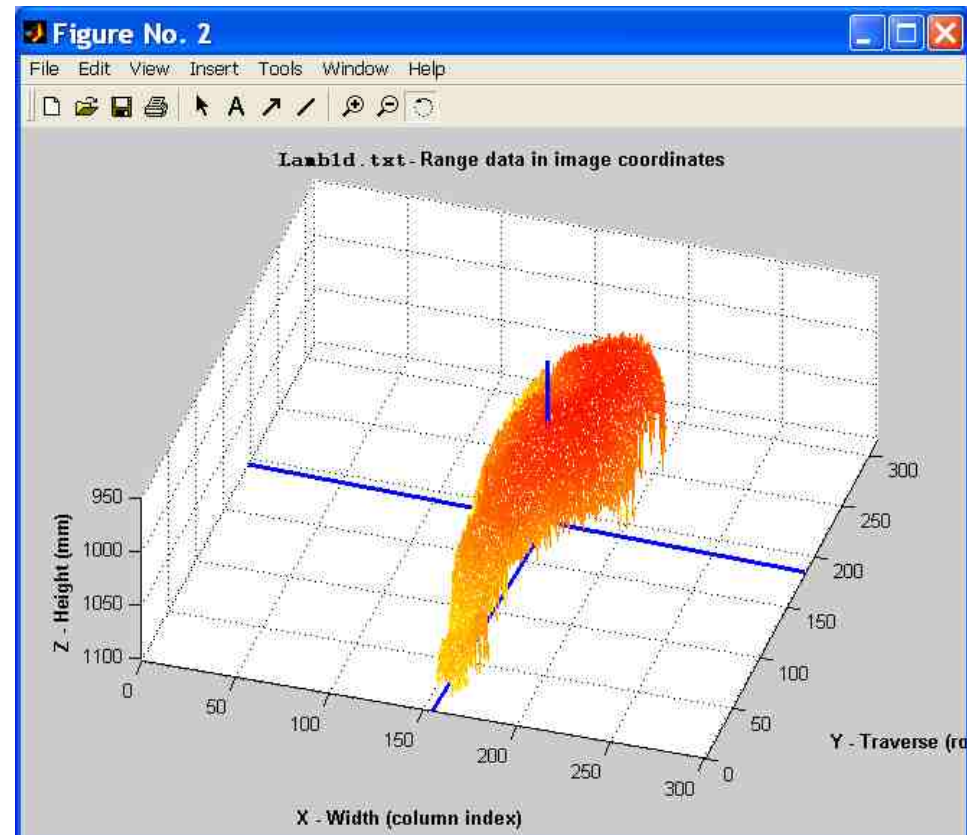 Figure No. 2
File Edit View Insert Tools Window Help
A
Lamb1d.txt - Range data in image coordinates
950
1000
1050
1100
Z - Height (mm)
0
50
100
150
200
250
300
X - Width (column index)
0
50
100
150
200
250
300
Y - Traverse (ro